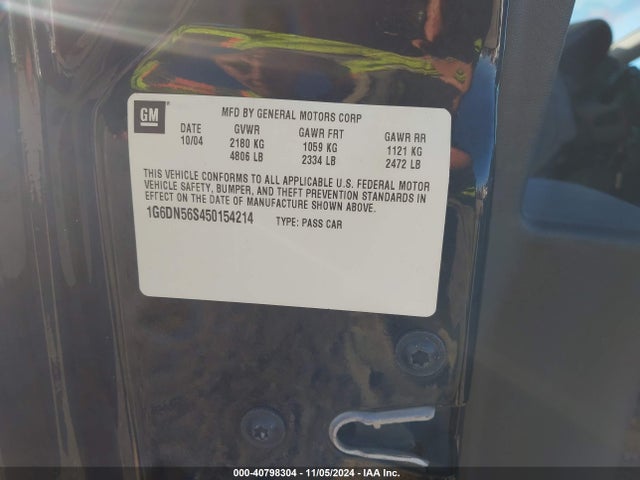 GM
MFD BY GENERAL MOTORS CORP
DATE GVWR GAWR FRT GAWR RR
10/04 2180 KG 1059 KG 1121 KG
4806 LB 2334 LB 2472 LB
THIS VEHICLE CONFORMS TO ALL APPLICABLE U.S. FEDERAL MOTOR
VEHICLE SAFETY, BUMPER, AND THEFT PREVENTION STANDARDS IN
EFFECT ON THE DATE OF MANUFACTURE SHOWN ABOVE.
1G6DN56S450154214 TYPE: PASS CAR
000-40798304 | 11/05/2024 | IAA Inc.